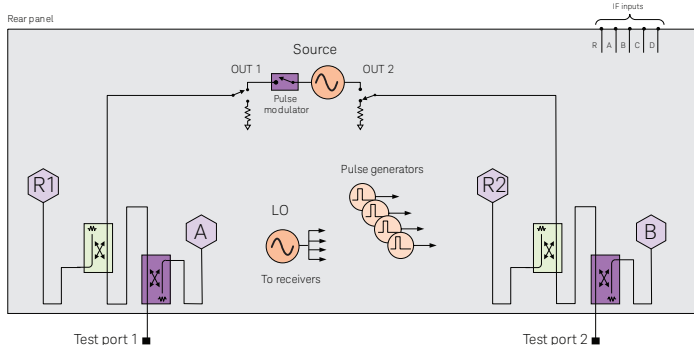 IF inputs
Rear panel
R A B C D
Source
OUT 1
OUT 2
Pulse
modulator
Pulse generators
R1
R2
LO
A
B
To receivers
Test port 1
Test port 2